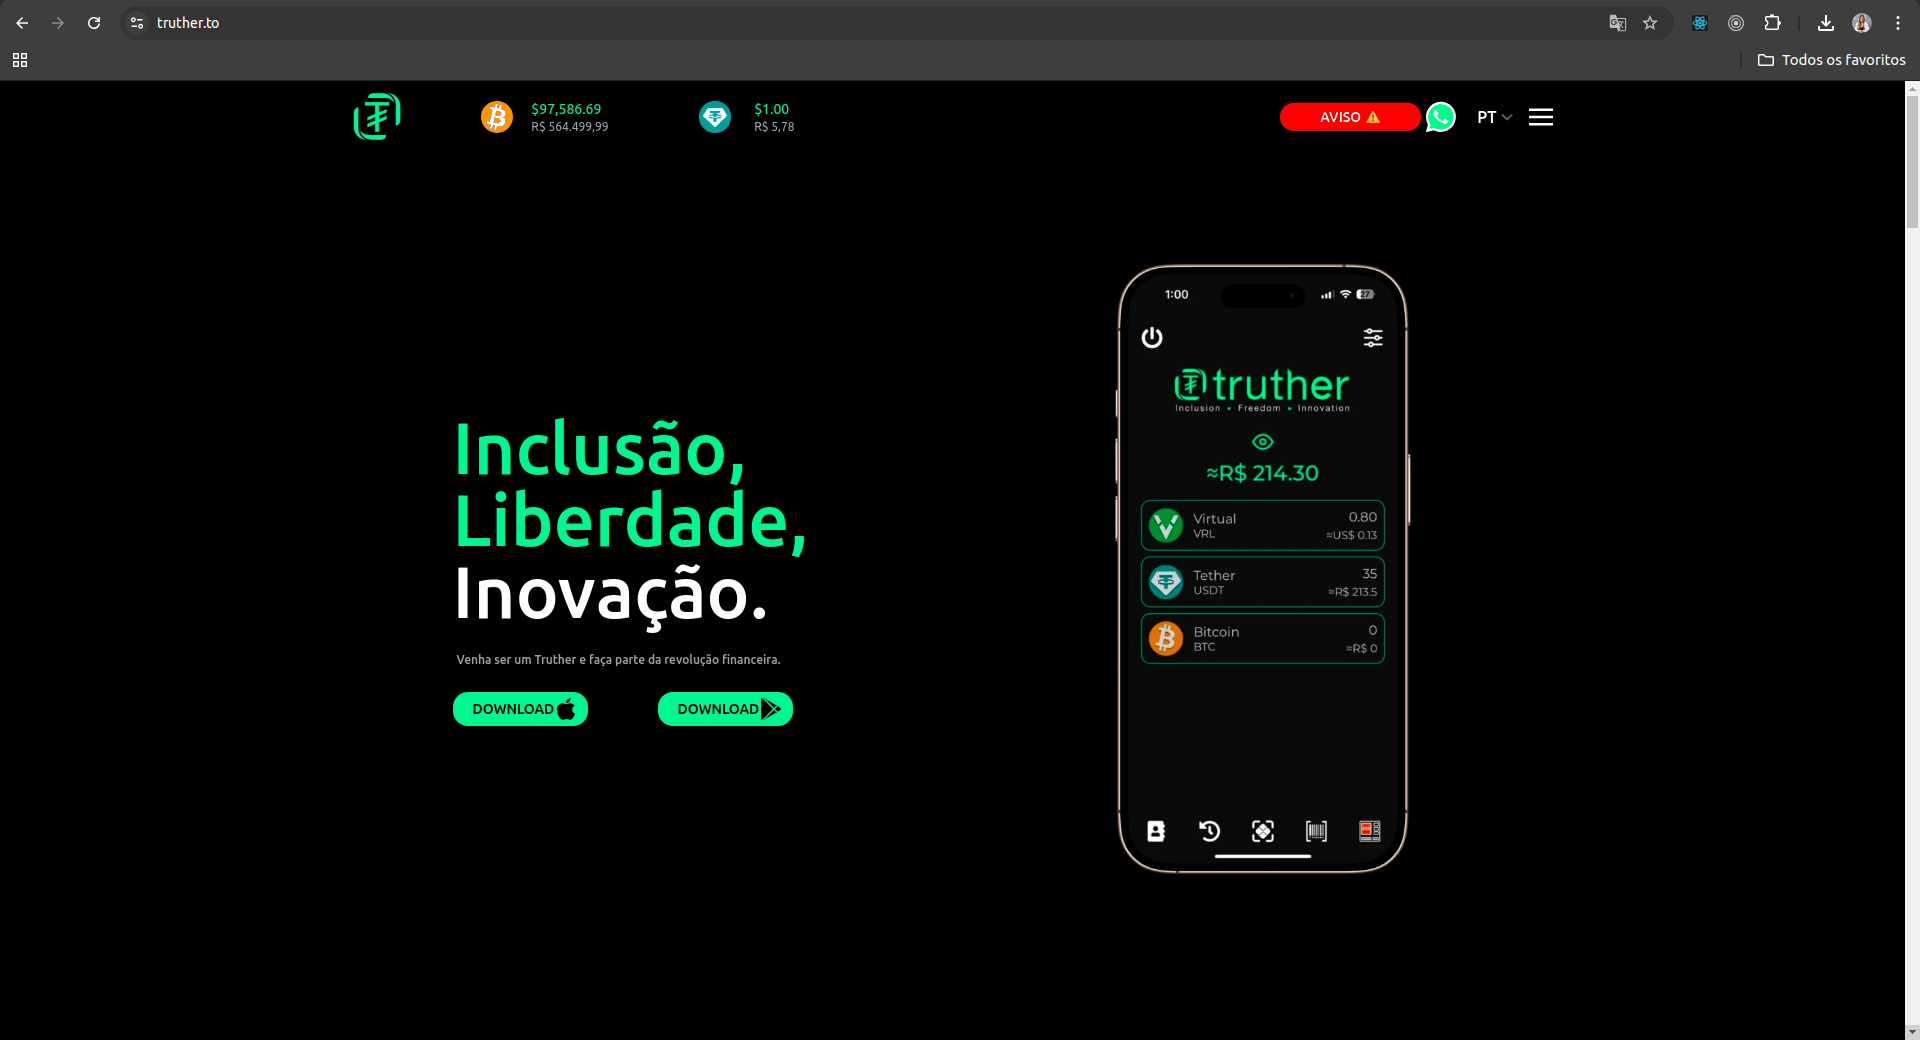 truther.to
Todos os favoritos
$97,586.69
R$ 564.499,99
$1.00
R$ 5,78
AVISO ⚠
PT
Inclusão,
Liberdade,
Inovação.
Venha ser um Truther e faça parte da revolução financeira.
DOWNLOAD
DOWNLOAD
1:00
27
truther
Inclusion • Freedom • Innovation
≈R$ 214.30
Virtual 0.80
VRL ≈US$ 0.13
Tether 35
USDT ≈R$ 213.5
Bitcoin 0
BTC ≈R$ 0